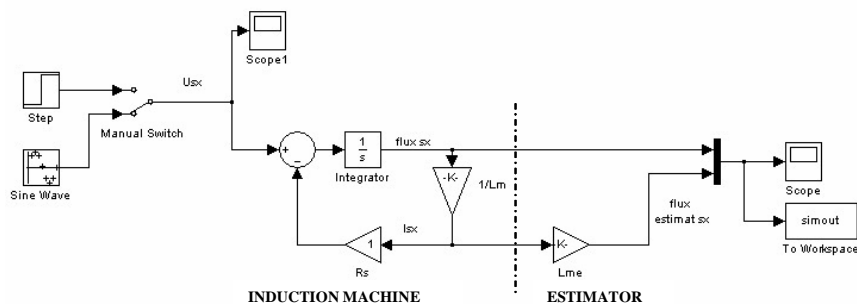 Scope1
Usx
Step
Manual Switch
Sine Wave
+
−
1
s
Integrator
flux sx
-K-
1/Lm
Isx
1
Rs
K-
Lme
flux
estimat sx
Scope
simout
To Workspace
INDUCTION MACHINE
ESTIMATOR